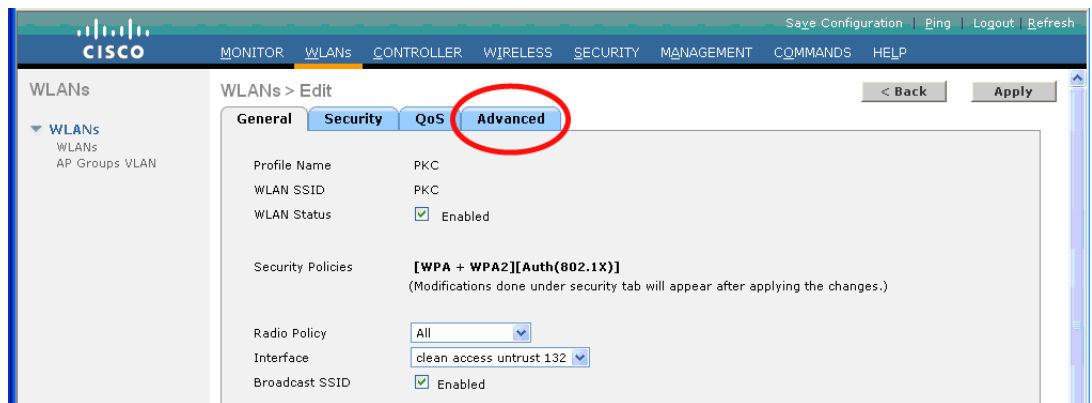 Save Configuration | Ping | Logout | Refresh
CISCO
MONITOR WLANs CONTROLLER WIRELESS SECURITY MANAGEMENT COMMANDS HELP
WLANs
WLANs
WLANs
AP Groups VLAN
WLANs > Edit
< Back
Apply
General Security QoS Advanced
Profile Name PKC
WLAN SSID PKC
WLAN Status Enabled
Security Policies [WPA + WPA2][Auth(802.1X)]
(Modifications done under security tab will appear after applying the changes.)
Radio Policy All
Interface clean access untrust 132
Broadcast SSID Enabled